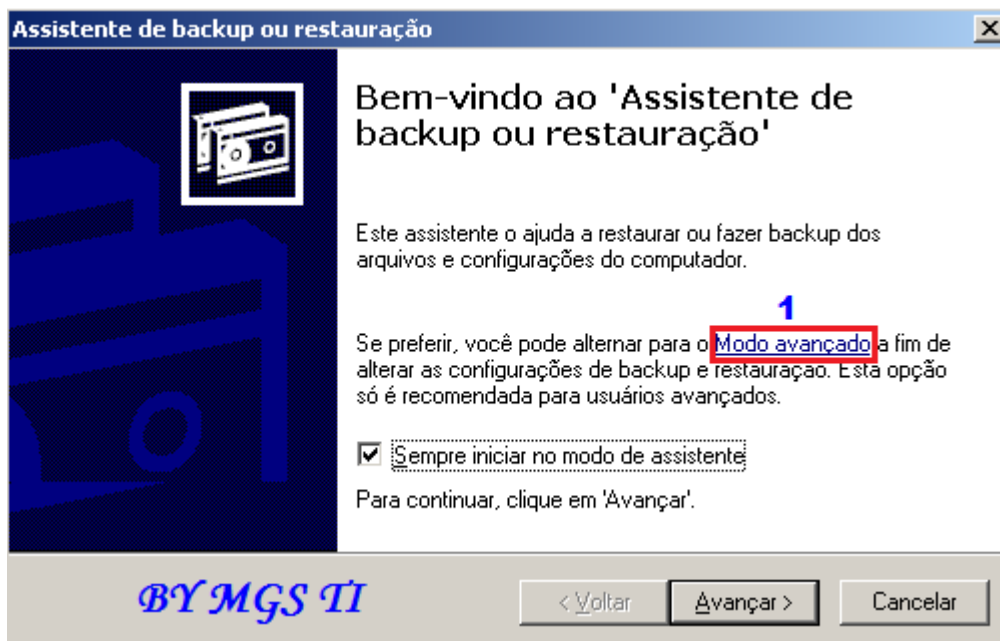 Assistente de backup ou restauração
Bem-vindo ao 'Assistente de
backup ou restauração'
Este assistente o ajuda a restaurar ou fazer backup dos
arquivos e configurações do computador.
1
Se preferir, você pode alternar para o Modo avançado a fim de
alterar as configurações de backup e restauração. Esta opção
só é recomendada para usuários avançados.
Sempre iniciar no modo de assistente
Para continuar, clique em 'Avançar'.
BY MGS TI
< Voltar
Avançar >
Cancelar